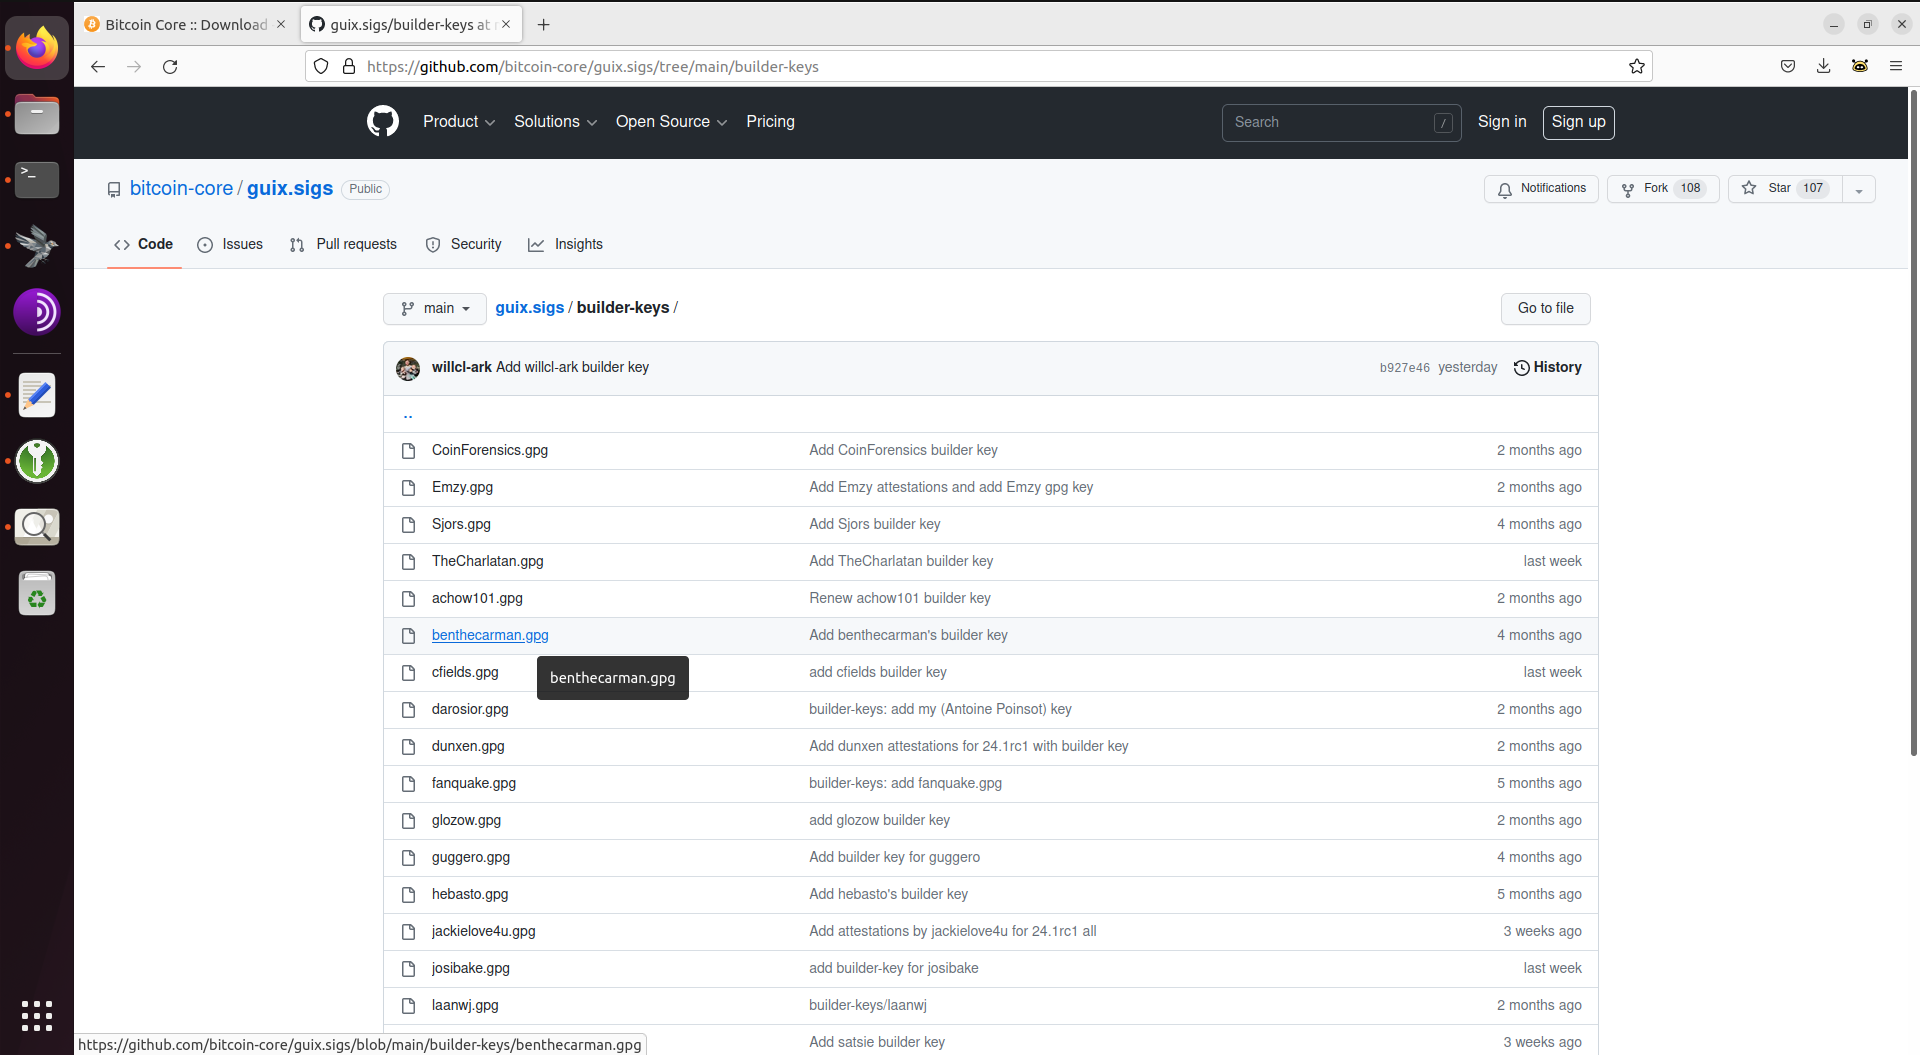 Bitcoin Core :: Download
guix.sigs/builder-keys at
https://github.com/bitcoin-core/guix.sigs/tree/main/builder-keys
Product Solutions Open Source Pricing
Search /
Sign in Sign up
bitcoin-core / guix.sigs Public
Notifications Fork 108 Star 107
Code Issues Pull requests Security Insights
main guix.sigs / builder-keys / Go to file
willcl-ark Add willcl-ark builder key b927e46 yesterday History
..
CoinForensics.gpg Add CoinForensics builder key 2 months ago
Emzy.gpg Add Emzy attestations and add Emzy gpg key 2 months ago
Sjors.gpg Add Sjors builder key 4 months ago
TheCharlatan.gpg Add TheCharlatan builder key last week
achow101.gpg Renew achow101 builder key 2 months ago
benthecarman.gpg Add benthecarman's builder key 4 months ago
cfields.gpg add cfields builder key last week
benthecarman.gpg
darosior.gpg builder-keys: add my (Antoine Poinsot) key 2 months ago
dunxen.gpg Add dunxen attestations for 24.1rc1 with builder key 2 months ago
fanquake.gpg builder-keys: add fanquake.gpg 5 months ago
glozow.gpg add glozow builder key 2 months ago
guggero.gpg Add builder key for guggero 4 months ago
hebasto.gpg Add hebasto's builder key 5 months ago
jackielove4u.gpg Add attestations by jackielove4u for 24.1rc1 all 3 weeks ago
josibake.gpg add builder-key for josibake last week
laanwj.gpg builder-keys/laanwj 2 months ago
Add satsie builder key 3 weeks ago
https://github.com/bitcoin-core/guix.sigs/blob/main/builder-keys/benthecarman.gpg